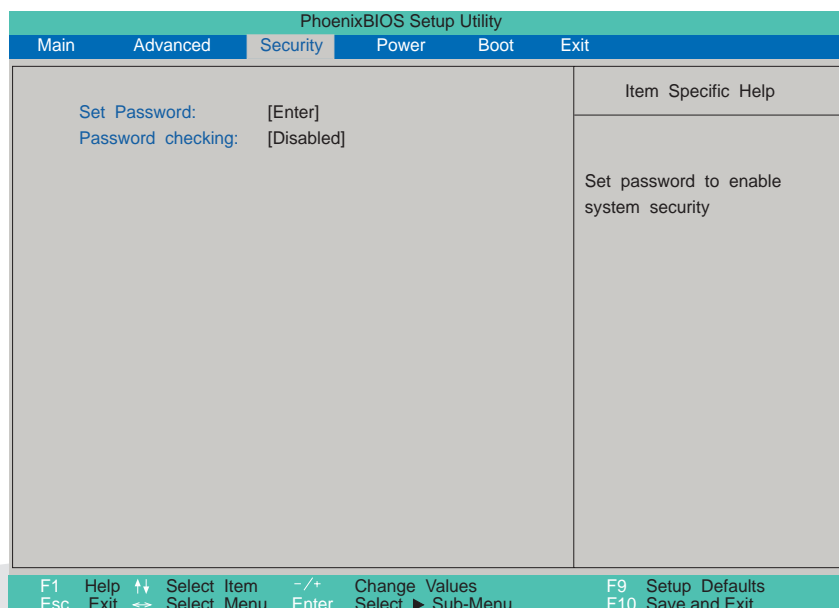 PhoenixBIOS Setup Utility
Main Advanced Security Power Boot Exit
Item Specific Help
Set Password: [Enter]
Password checking: [Disabled]
Set password to enable
system security
F1 Help ↑↓ Select Item -/+ Change Values F9 Setup Defaults
Esc Exit ↔ Select Menu Enter Select ▶ Sub-Menu F10 Save and Exit